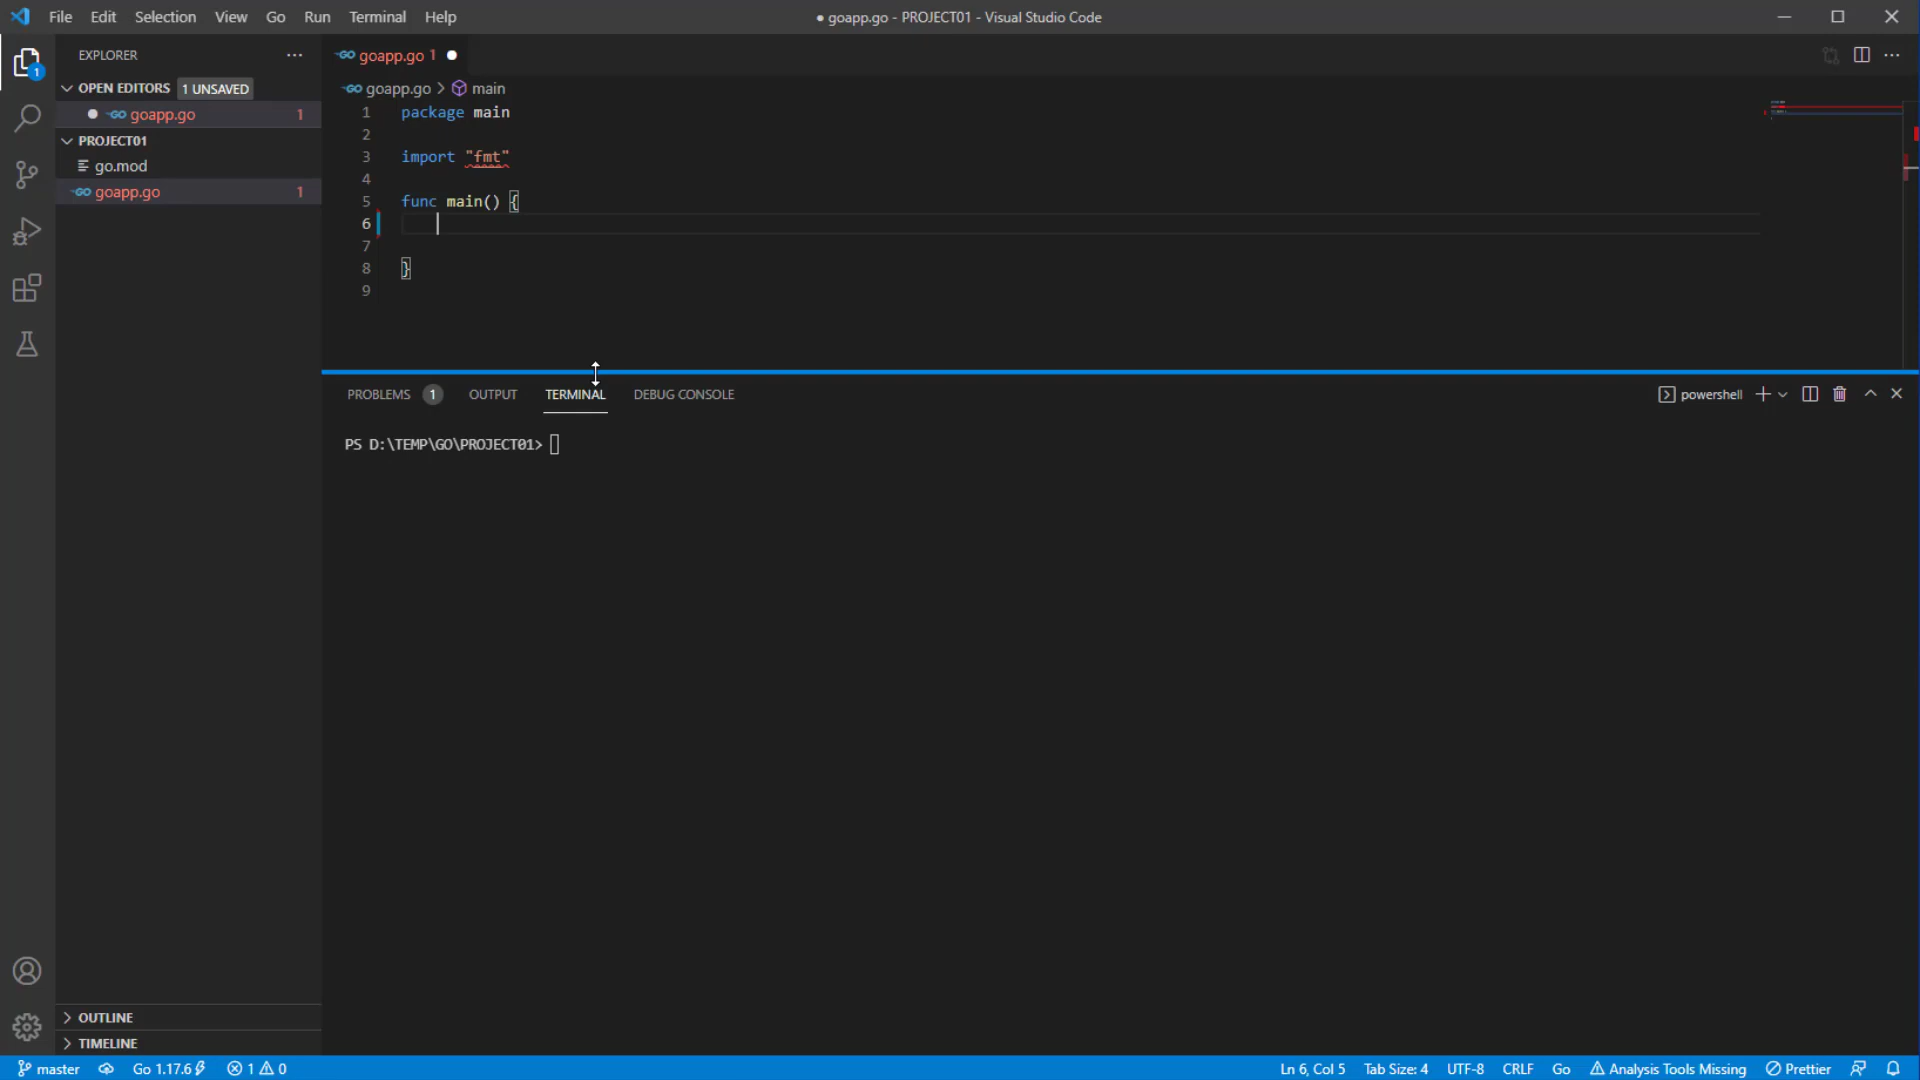 File Edit Selection View Go Run Terminal Help
● goapp.go - PROJECT01 - Visual Studio Code
EXPLORER
1
OPEN EDITORS 1 UNSAVED
goapp.go 1
PROJECT01
go.mod
goapp.go 1
OUTLINE
TIMELINE
goapp.go 1
goapp.go > main
1 package main
2
3 import "fmt"
4
5 func main() {
6
7
8 }
9
PROBLEMS 1 OUTPUT TERMINAL DEBUG CONSOLE
powershell
PS D:\TEMP\GO\PROJECT01>
master Go 1.17.6 1 0 Ln 6, Col 5 Tab Size: 4 UTF-8 CRLF Go Analysis Tools Missing Prettier